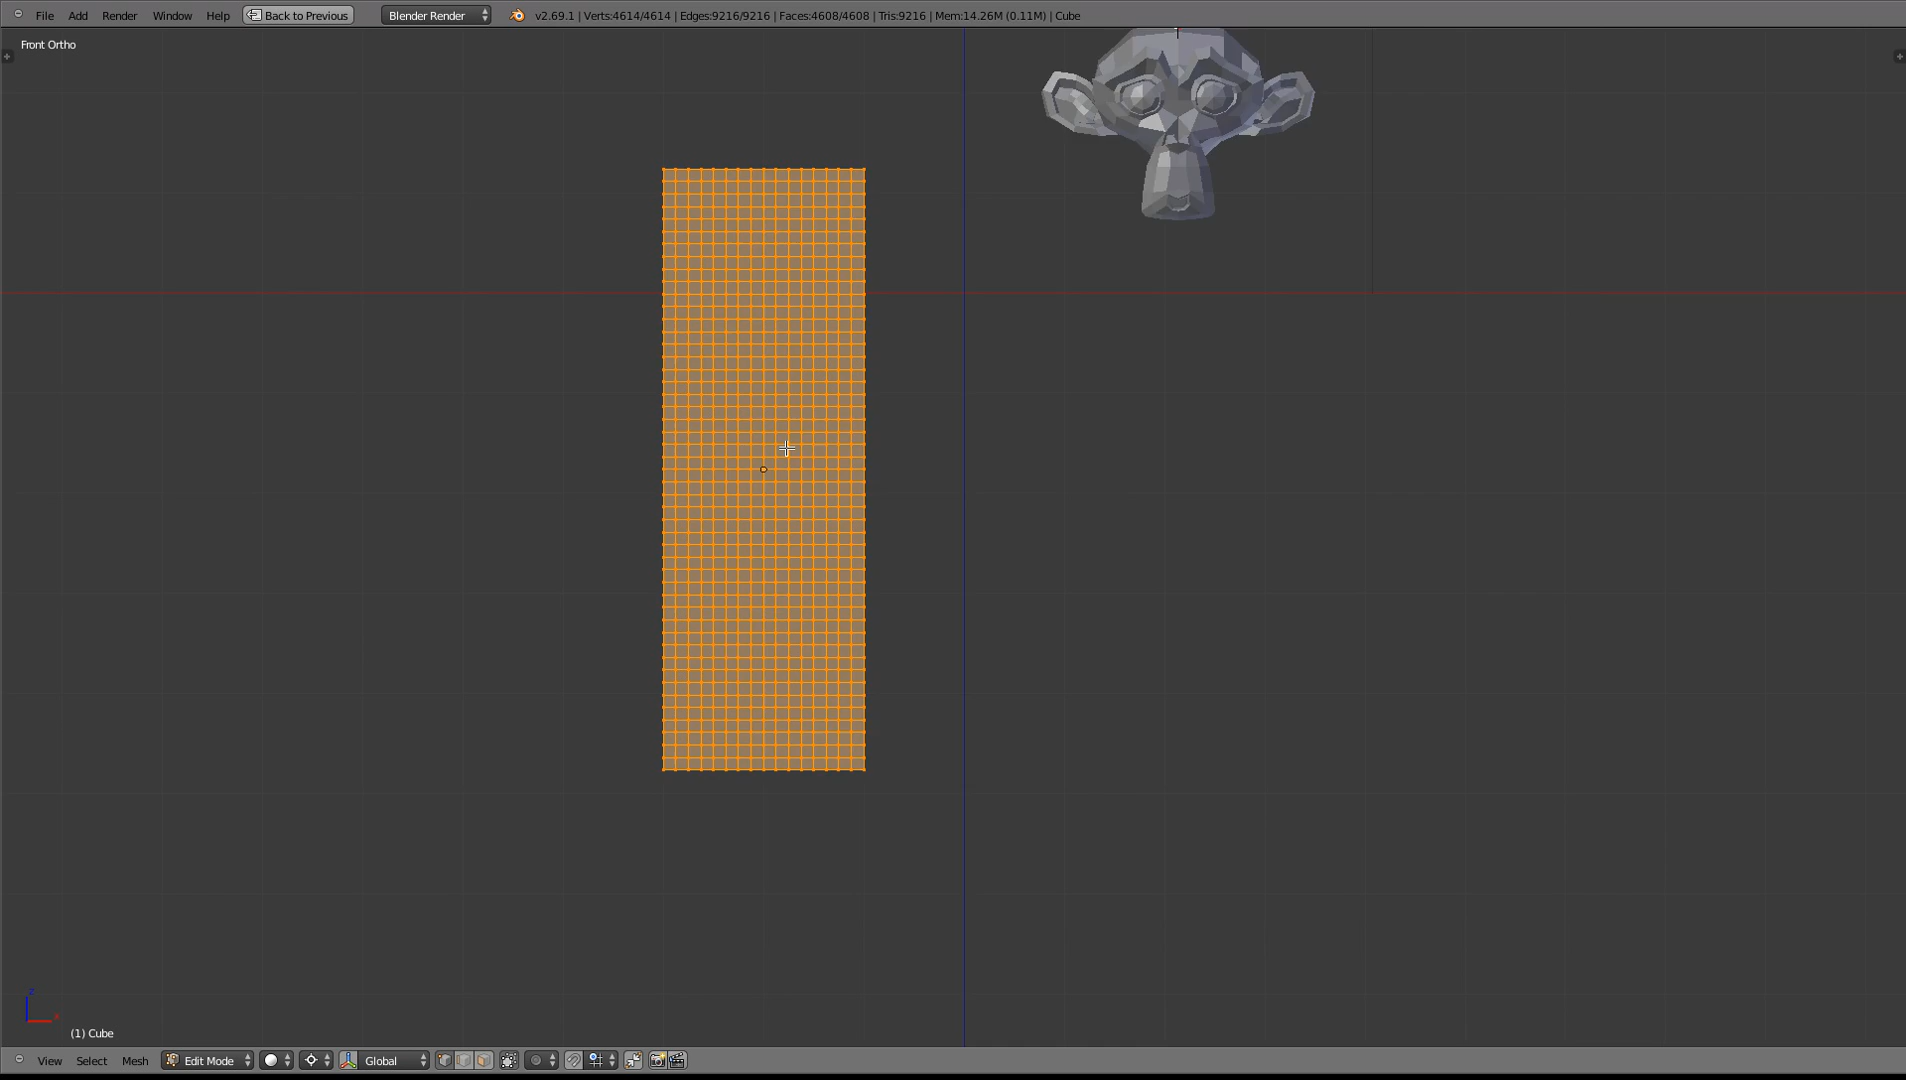 File Add Render Window Help Back to Previous Blender Render v2.69.1 | Verts:4614/4614 | Edges:9216/9216 | Faces:4608/4608 | Tris:9216 | Mem:14.26M (0.11M) | Cube
Front Ortho
z
x
(1) Cube
View Select Mesh Edit Mode Global